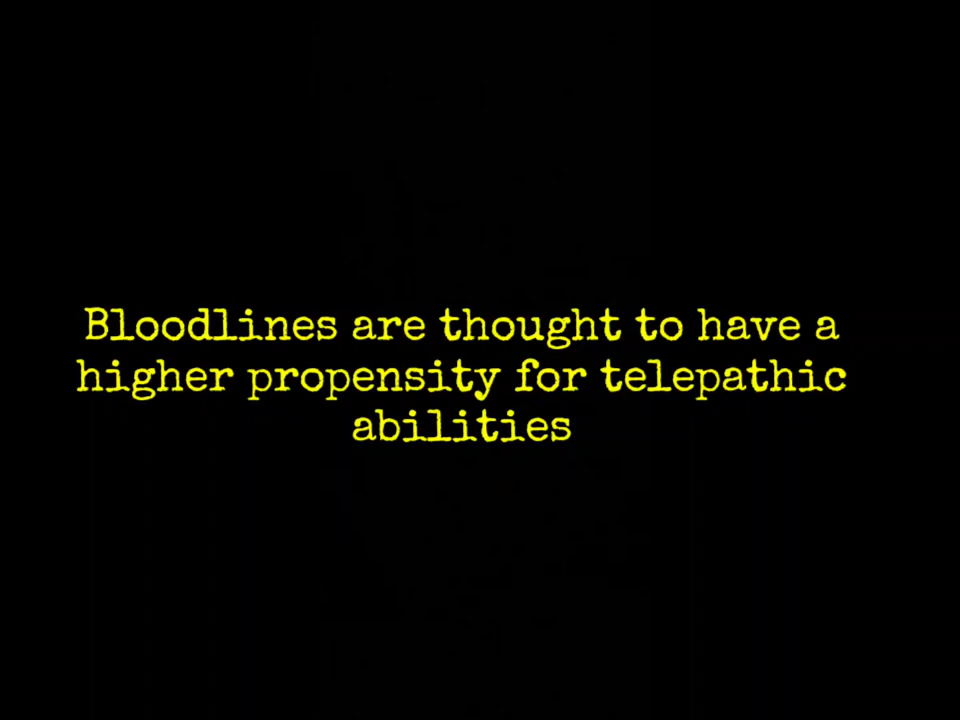 Bloodlines are thought to have a
higher propensity for telepathic
abilities